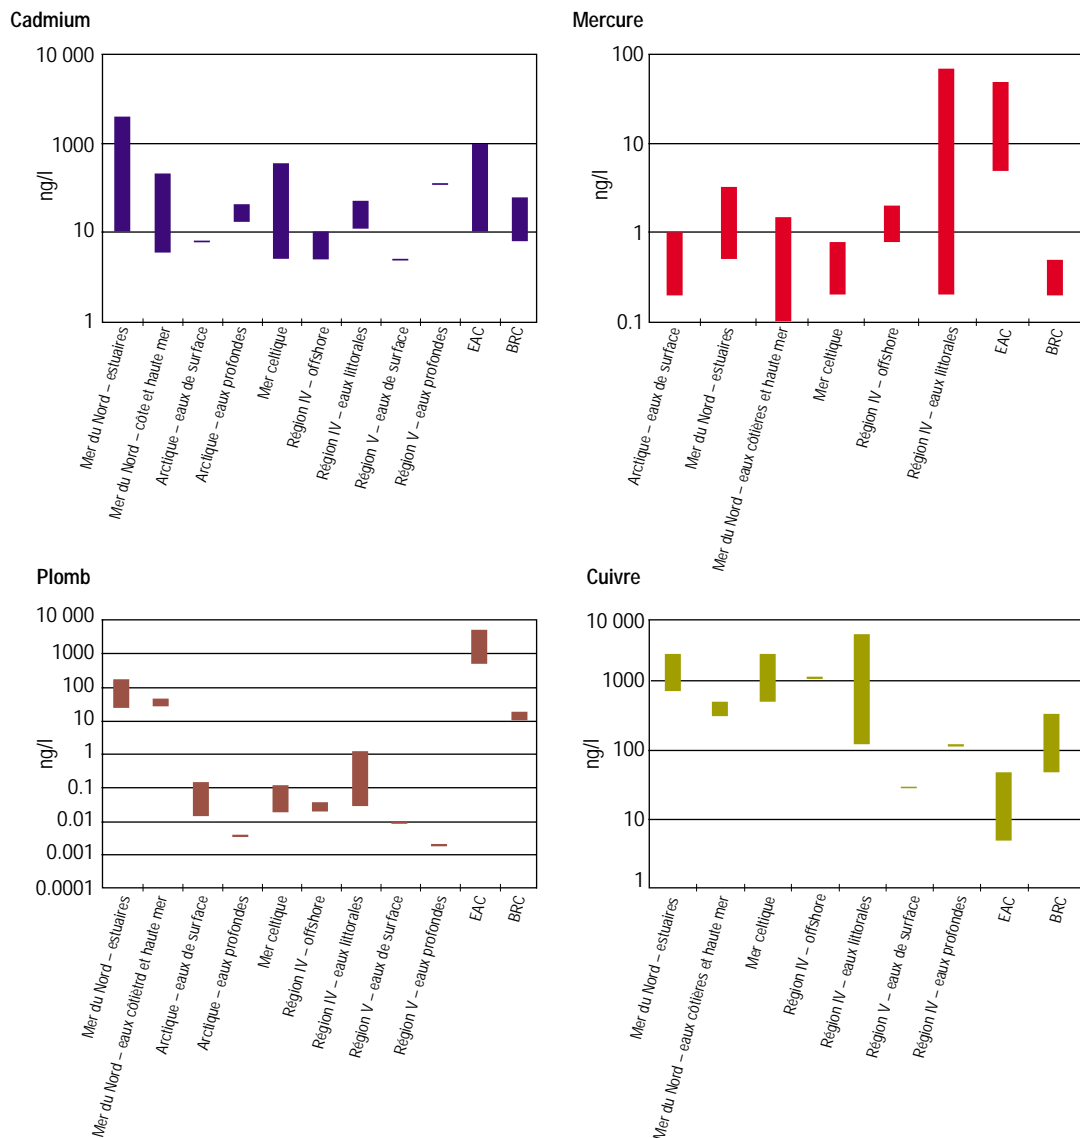 Cadmium
10 000
1000
100
10
1
ng/l
Mer du Nord – estuaires
Mer du Nord – côte et haute mer
Arctique – eaux de surface
Arctique – eaux profondes
Mer celtique
Région IV – offshore
Région IV – eaux littorales
Région V – eaux de surface
Région V – eaux profondes
EAC
BRC
Mercure
100
10
1
0.1
ng/l
Arctique – eaux de surface
Mer du Nord – estuaires
Mer du Nord – eaux côtières et haute mer
Mer celtique
Région IV – offshore
Région IV – eaux littorales
EAC
BRC
Plomb
10 000
1000
100
10
1
0.1
0.01
0.001
0.0001
ng/l
Mer du Nord – estuaires
Mer du Nord – eaux côtiètrd et haute mer
Arctique – eaux de surface
Arctique – eaux profondes
Mer celtique
Région IV – offshore
Région IV – eaux littorales
Région V – eaux de surface
Région V – eaux profondes
EAC
BRC
Cuivre
10 000
1000
100
10
1
ng/l
Mer du Nord – estuaires
Mer du Nord – eaux côtières et haute mer
Mer celtique
Région IV – offshore
Région IV – eaux littorales
Région V – eaux de surface
Région IV – eaux profondes
EAC
BRC